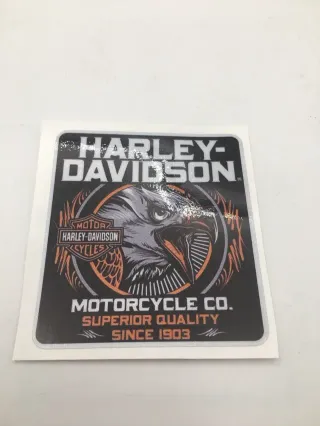 HARLEY-
DAVIDSON
MOTOR
HARLEY-DAVIDSON
CYCLES
MOTORCYCLE CO.
SUPERIOR QUALITY
SINCE 1903